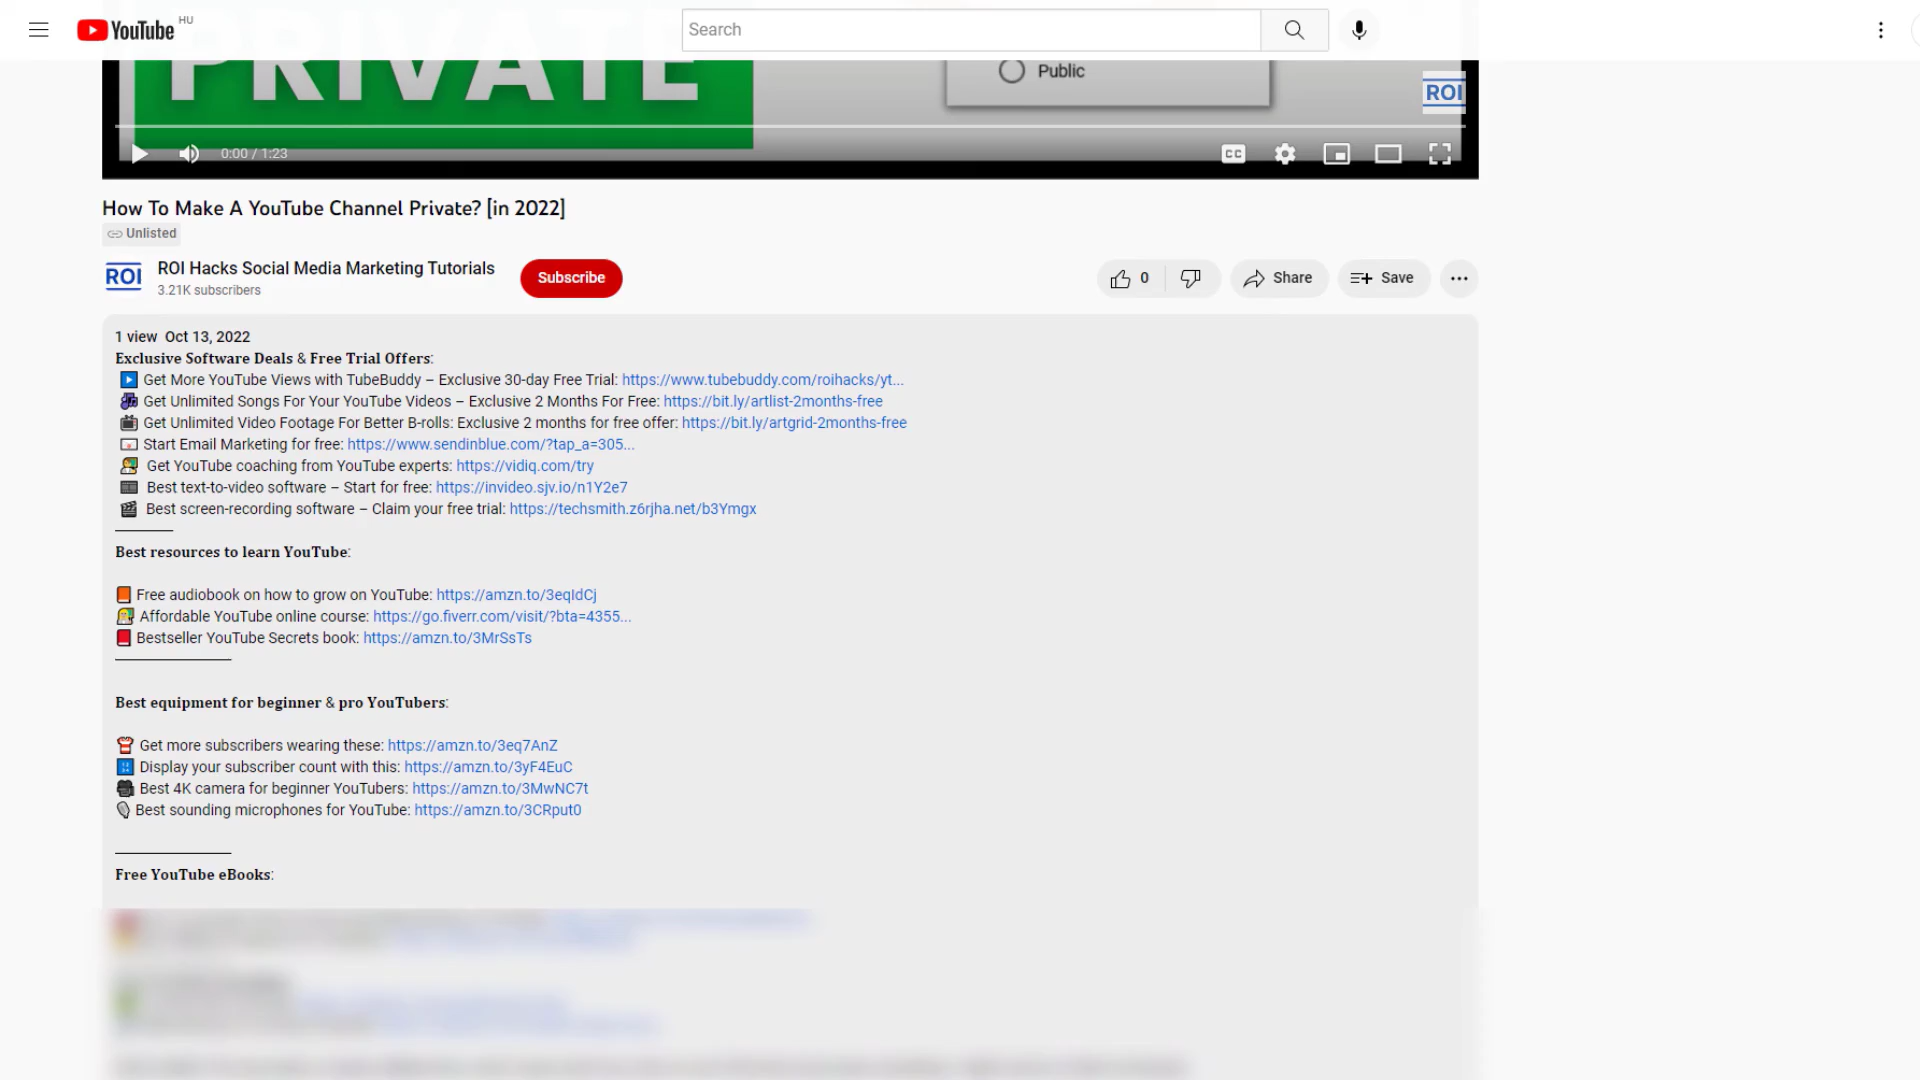 YouTube HU
Search
PRIVATE
Public
ROI
0:00 / 1:23
CC
How To Make A YouTube Channel Private? [in 2022]
Unlisted
ROI
ROI Hacks Social Media Marketing Tutorials
3.21K subscribers
Subscribe
0
Share
Save
1 view Oct 13, 2022
Exclusive Software Deals & Free Trial Offers:
Get More YouTube Views with TubeBuddy – Exclusive 30-day Free Trial: https://www.tubebuddy.com/roihacks/yt...
Get Unlimited Songs For Your YouTube Videos – Exclusive 2 Months For Free: https://bit.ly/artlist-2months-free
Get Unlimited Video Footage For Better B-rolls: Exclusive 2 months for free offer: https://bit.ly/artgrid-2months-free
Start Email Marketing for free: https://www.sendinblue.com/?tap_a=305...
Get YouTube coaching from YouTube experts: https://vidiq.com/try
Best text-to-video software – Start for free: https://invideo.sjv.io/n1Y2e7
Best screen-recording software – Claim your free trial: https://techsmith.z6rjha.net/b3Ymgx
Best resources to learn YouTube:
Free audiobook on how to grow on YouTube: https://amzn.to/3eqIdCj
Affordable YouTube online course: https://go.fiverr.com/visit/?bta=4355...
Bestseller YouTube Secrets book: https://amzn.to/3MrSsTs
Best equipment for beginner & pro YouTubers:
Get more subscribers wearing these: https://amzn.to/3eq7AnZ
Display your subscriber count with this: https://amzn.to/3yF4EuC
Best 4K camera for beginner YouTubers: https://amzn.to/3MwNC7t
Best sounding microphones for YouTube: https://amzn.to/3CRput0
Free YouTube eBooks: